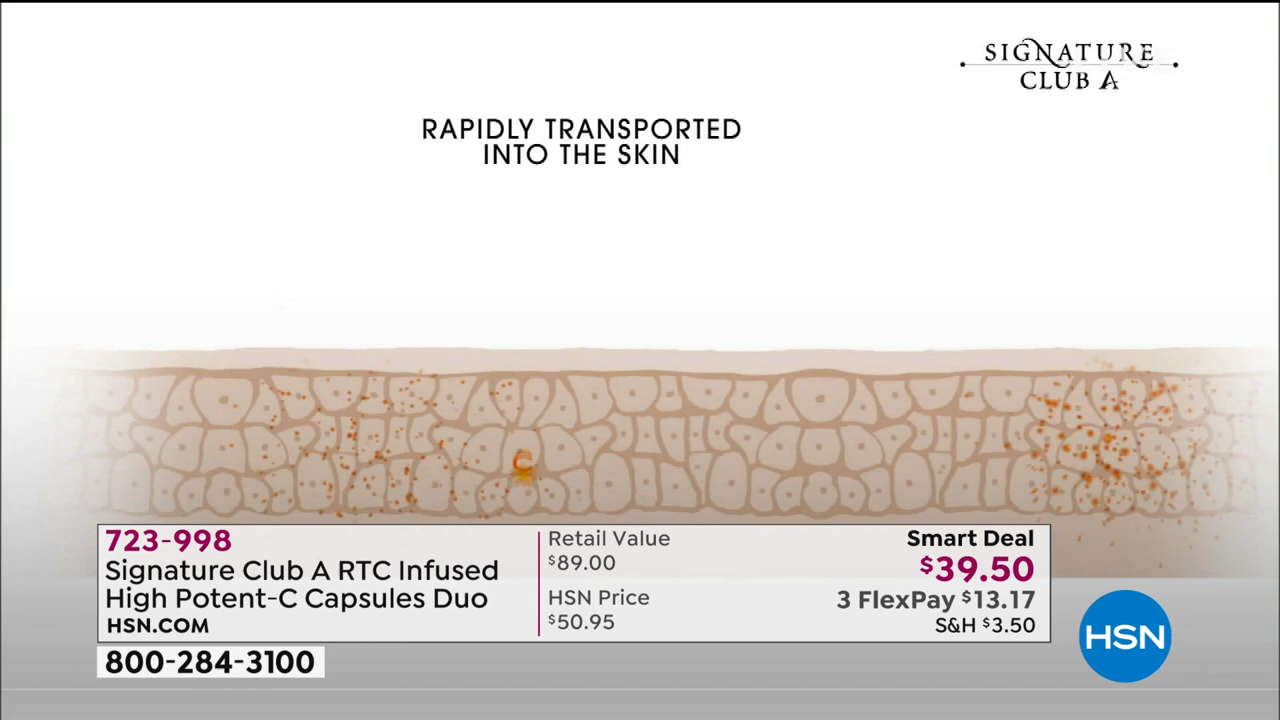 SIGNATURE
CLUB A
RAPIDLY TRANSPORTED
INTO THE SKIN
C
723-998
Signature Club A RTC Infused
High Potent-C Capsules Duo
HSN.COM
Retail Value
$89.00
HSN Price
$50.95
Smart Deal
$39.50
3 FlexPay $13.17
S&H $3.50
800-284-3100
HSN